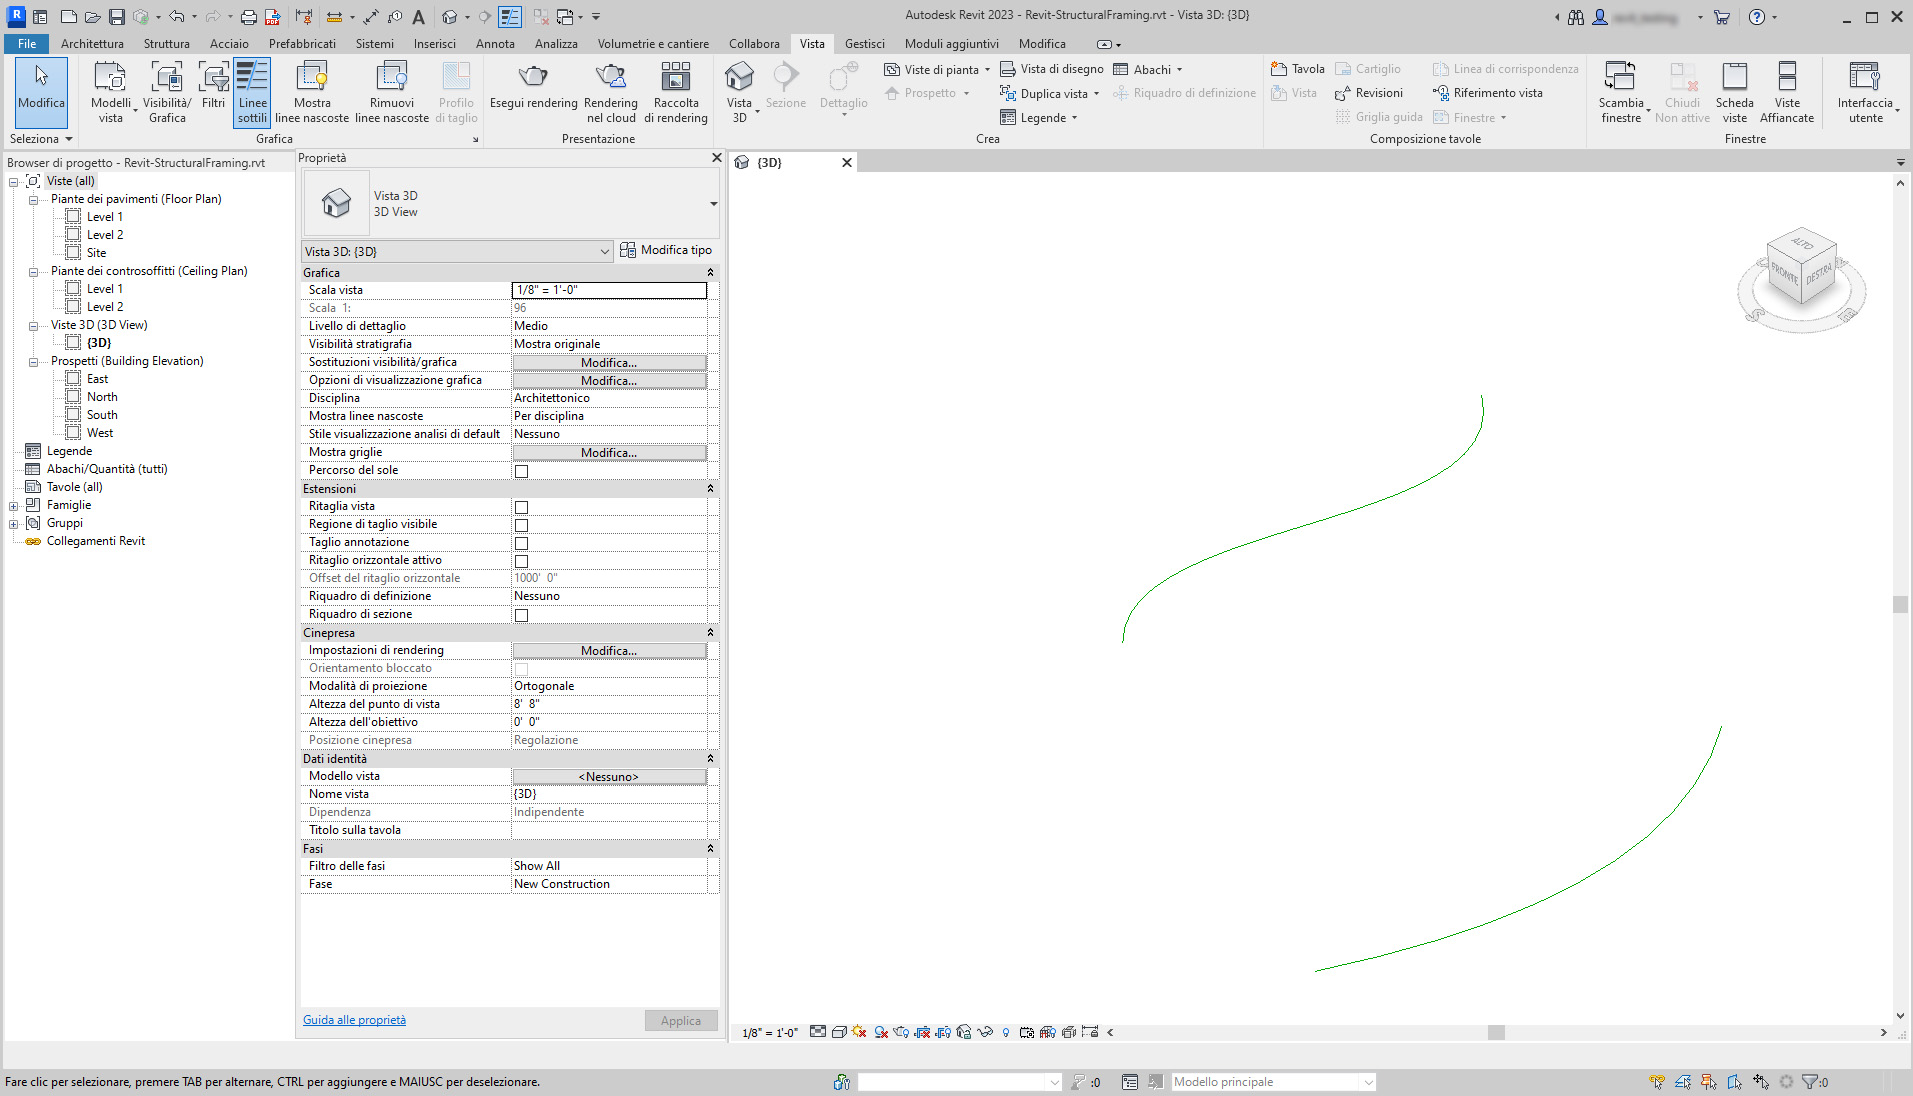 Autodesk Revit 2023 - Revit-StructuralFraming.rvt - Vista 3D: {3D}
File Architettura Struttura Acciaio Prefabbricati Sistemi Inserisci Annota Analizza Volumetrie e cantiere Collabora Vista Gestisci Moduli aggiuntivi Modifica
Modifica
Modelli vista
Visibilità/ Grafica
Filtri
Linee sottili
Mostra linee nascoste
Rimuovi linee nascoste
Profilo di taglio
Esegui rendering
Rendering nel cloud
Raccolta di rendering
Vista 3D
Sezione
Dettaglio
Viste di pianta
Prospetto
Vista di disegno
Duplica vista
Legende
Abachi
Riquadro di definizione
Tavola
Vista
Cartiglio
Revisioni
Griglia guida
Linea di corrispondenza
Riferimento vista
Finestre
Scambia finestre
Chiudi Non attive
Scheda viste
Viste Affiancate
Interfaccia utente
Seleziona
Grafica
Presentazione
Crea
Composizione tavole
Finestre
Browser di progetto - Revit-StructuralFraming.rvt
Viste (all)
Piante dei pavimenti (Floor Plan)
Level 1
Level 2
Site
Piante dei controsoffitti (Ceiling Plan)
Level 1
Level 2
Viste 3D (3D View)
{3D}
Prospetti (Building Elevation)
East
North
South
West
Legende
Abachi/Quantità (tutti)
Tavole (all)
Famiglie
Gruppi
Collegamenti Revit
Proprietà
Vista 3D
3D View
Vista 3D: {3D}
Modifica tipo
Grafica
Scala vista 1/8" = 1'-0"
Scala 1: 96
Livello di dettaglio Medio
Visibilità stratigrafia Mostra originale
Sostituzioni visibilità/grafica Modifica...
Opzioni di visualizzazione grafica Modifica...
Disciplina Architettonico
Mostra linee nascoste Per disciplina
Stile visualizzazione analisi di default Nessuno
Mostra griglie Modifica...
Percorso del sole
Estensioni
Ritaglia vista
Regione di taglio visibile
Taglio annotazione
Ritaglio orizzontale attivo
Offset del ritaglio orizzontale 1000' 0"
Riquadro di definizione Nessuno
Riquadro di sezione
Cinepresa
Impostazioni di rendering Modifica...
Orientamento bloccato
Modalità di proiezione Ortogonale
Altezza del punto di vista 8' 8"
Altezza dell'obiettivo 0' 0"
Posizione cinepresa Regolazione
Dati identità
Modello vista <Nessuno>
Nome vista {3D}
Dipendenza Indipendente
Titolo sulla tavola
Fasi
Filtro delle fasi Show All
Fase New Construction
Guida alle proprietà
Applica
{3D}
ALTO
FRONTE
DESTRA
1/8" = 1'-0"
Fare clic per selezionare, premere TAB per alternare, CTRL per aggiungere e MAIUSC per deselezionare.
:0
Modello principale
:0